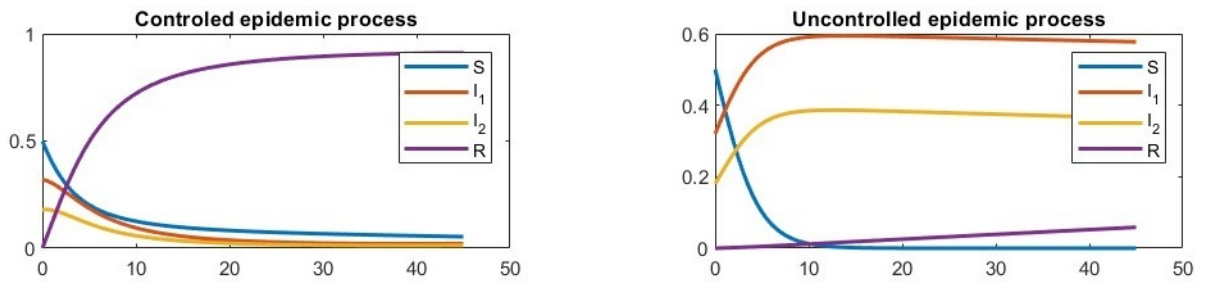 Controled epidemic process
1
0.5
0
0 10 20 30 40 50
S
I1
I2
R
Uncontrolled epidemic process
0.6
0.4
0.2
0
0 10 20 30 40 50
S
I1
I2
R